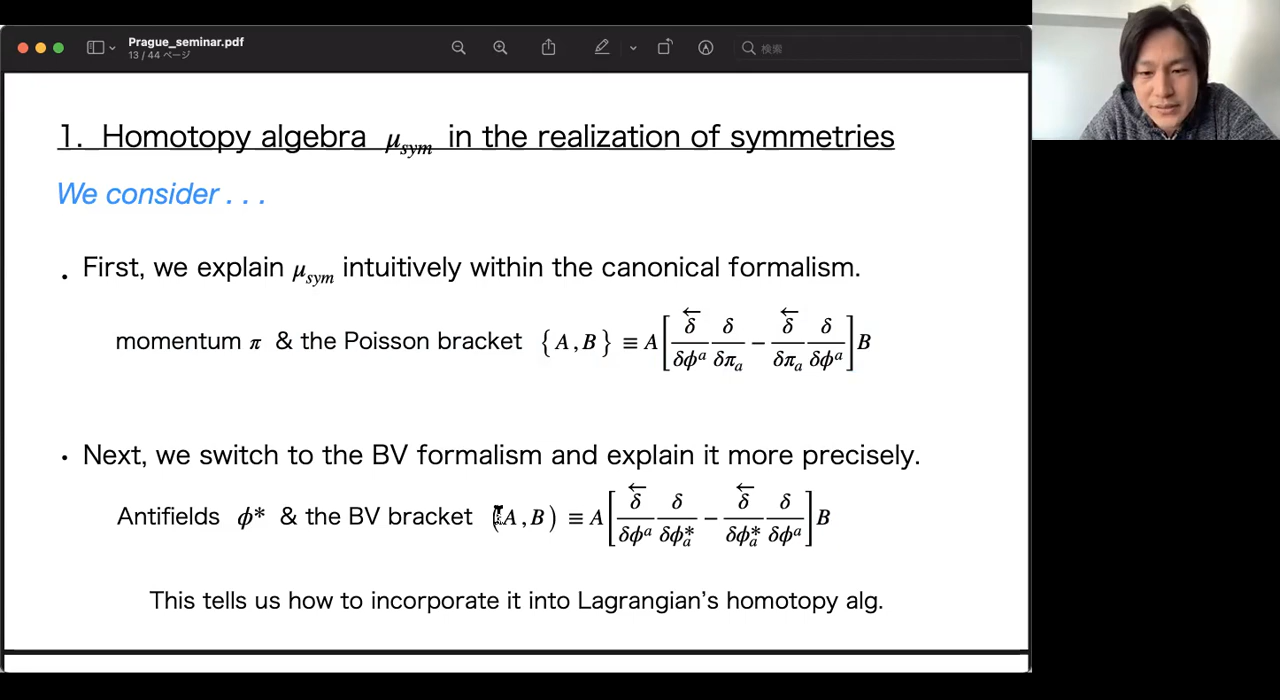 Prague_seminar.pdf
13 / 44 ページ
検索
1. Homotopy algebra μ_sym in the realization of symmetries
We consider . . .
. First, we explain μ_sym intuitively within the canonical formalism.
momentum π & the Poisson bracket {A , B} ≡ A[ δ←/δϕ^a δ/δπ_a − δ←/δπ_a δ/δϕ^a ]B
・ Next, we switch to the BV formalism and explain it more precisely.
Antifields ϕ* & the BV bracket (A , B) ≡ A[ δ←/δϕ^a δ/δϕ*_a − δ←/δϕ*_a δ/δϕ^a ]B
This tells us how to incorporate it into Lagrangian’s homotopy alg.